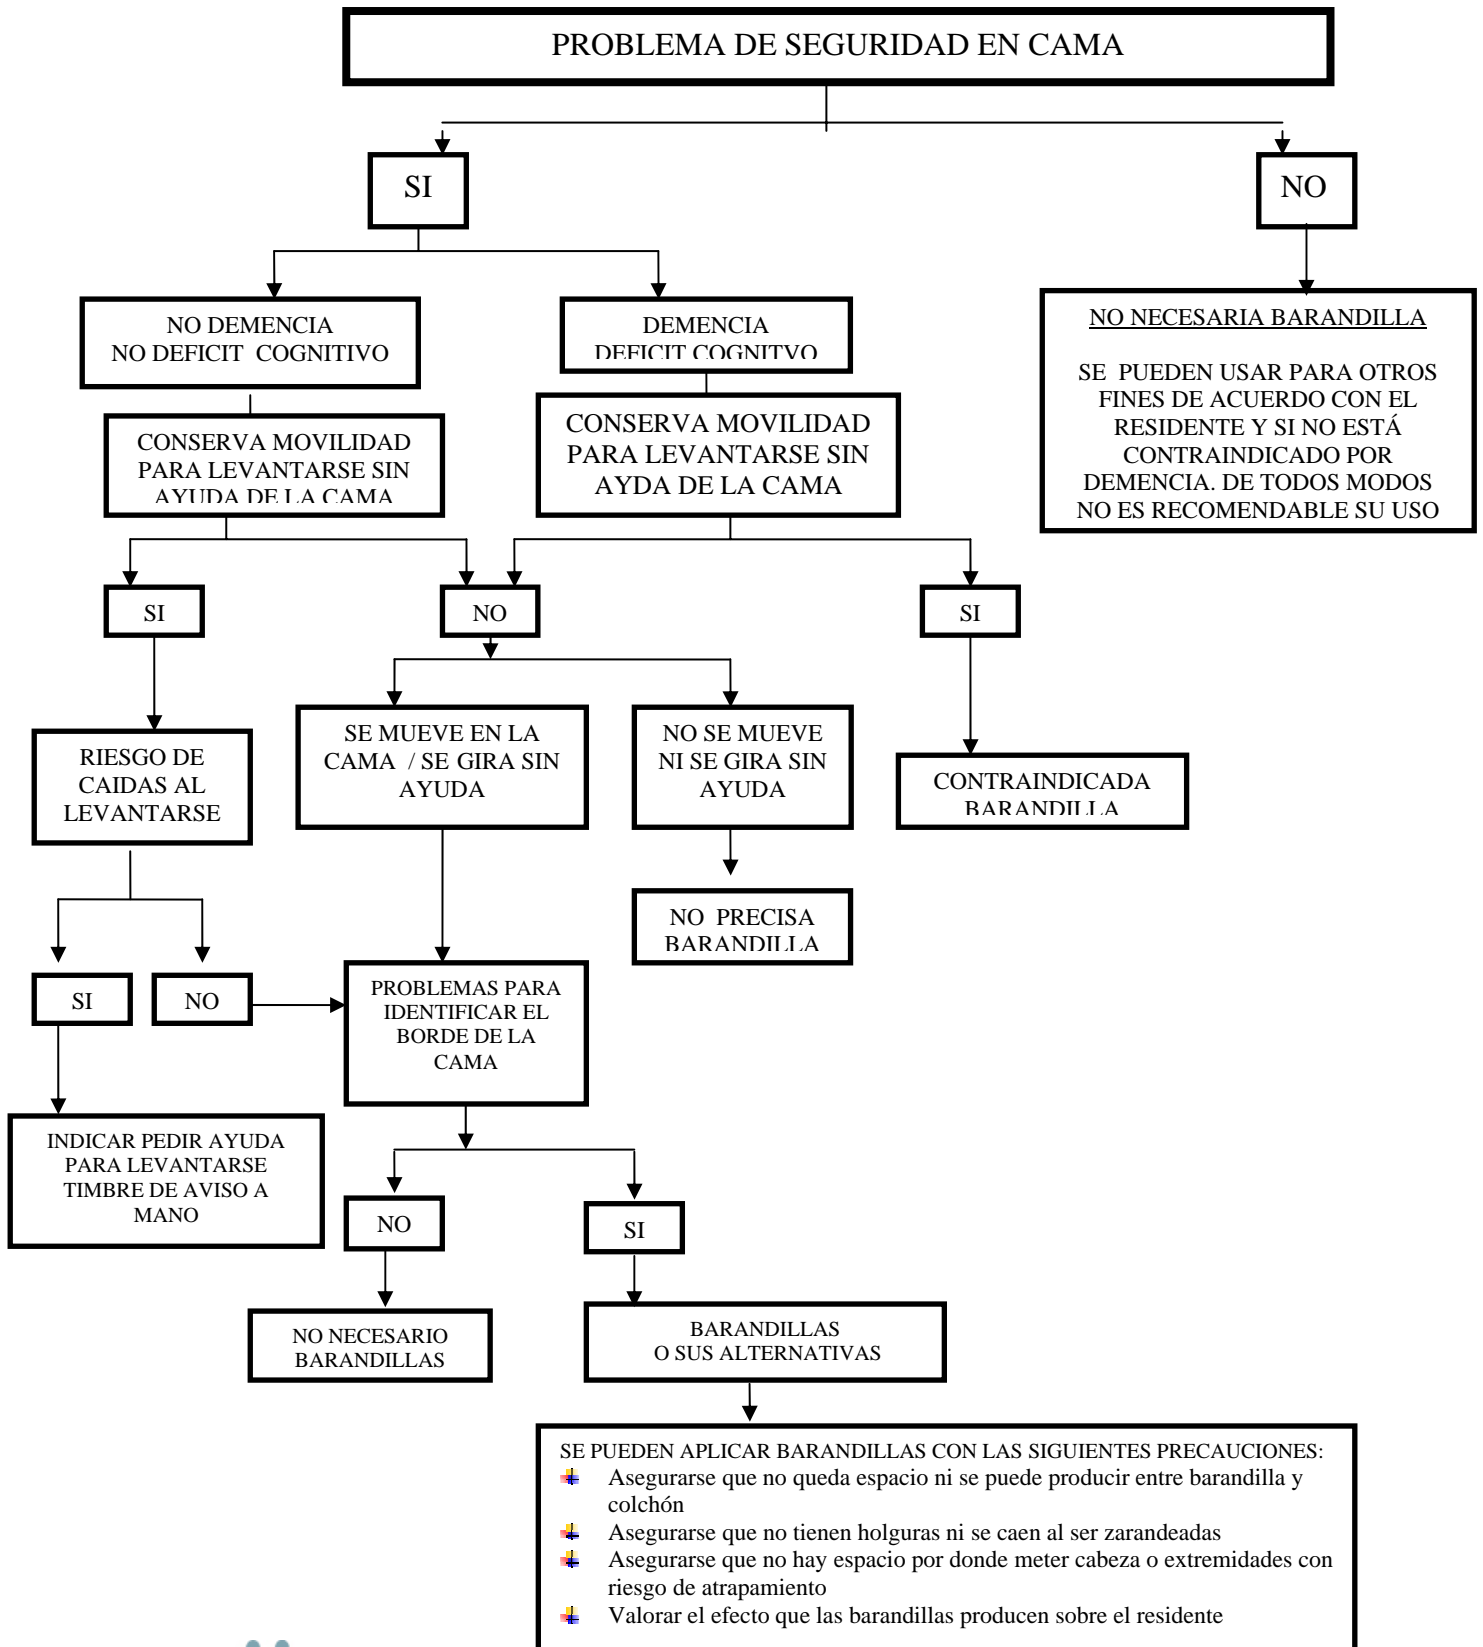 PROBLEMA DE SEGURIDAD EN CAMA
SI
NO
NO DEMENCIA
NO DEFICIT COGNITIVO
DEMENCIA
DEFICIT COGNITVO
NO NECESARIA BARANDILLA
SE PUEDEN USAR PARA OTROS
FINES DE ACUERDO CON EL
RESIDENTE Y SI NO ESTÁ
CONTRAINDICADO POR
DEMENCIA. DE TODOS MODOS
NO ES RECOMENDABLE SU USO
CONSERVA MOVILIDAD
PARA LEVANTARSE SIN
AYUDA DE LA CAMA
CONSERVA MOVILIDAD
PARA LEVANTARSE SIN
AYDA DE LA CAMA
SI
NO
SI
RIESGO DE
CAIDAS AL
LEVANTARSE
SE MUEVE EN LA
CAMA / SE GIRA SIN
AYUDA
NO SE MUEVE
NI SE GIRA SIN
AYUDA
CONTRAINDICADA
BARANDILLA
NO PRECISA
BARANDILLA
SI
NO
PROBLEMAS PARA
IDENTIFICAR EL
BORDE DE LA
CAMA
INDICAR PEDIR AYUDA
PARA LEVANTARSE
TIMBRE DE AVISO A
MANO
NO
SI
NO NECESARIO
BARANDILLAS
BARANDILLAS
O SUS ALTERNATIVAS
SE PUEDEN APLICAR BARANDILLAS CON LAS SIGUIENTES PRECAUCIONES:
Asegurarse que no queda espacio ni se puede producir entre barandilla y
colchón
Asegurarse que no tienen holguras ni se caen al ser zarandeadas
Asegurarse que no hay espacio por donde meter cabeza o extremidades con
riesgo de atrapamiento
Valorar el efecto que las barandillas producen sobre el residente